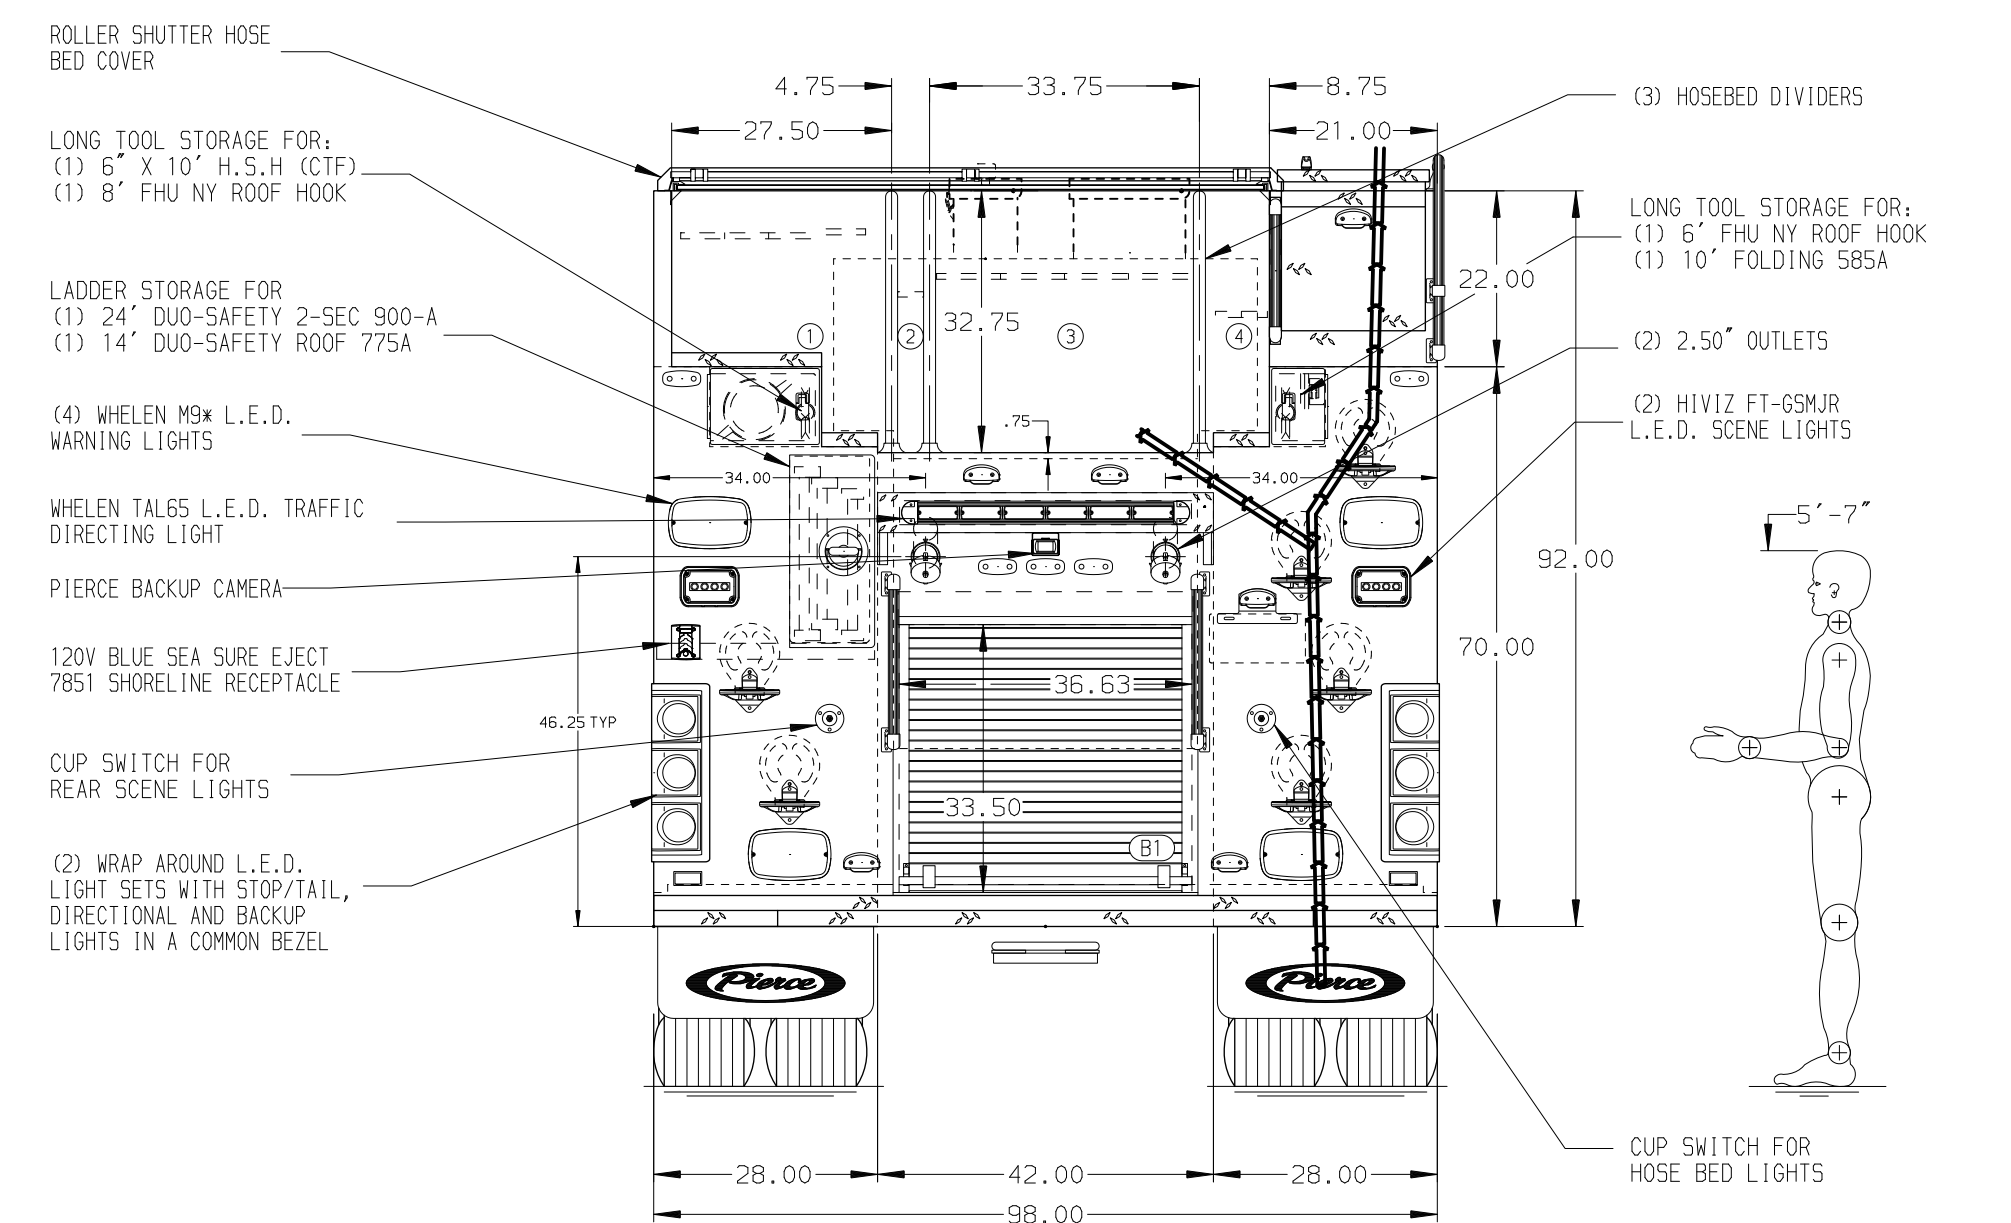 ROLLER SHUTTER HOSE
BED COVER
LONG TOOL STORAGE FOR:
(1) 6" X 10' H.S.H (CTF)
(1) 8' FHU NY ROOF HOOK
LADDER STORAGE FOR
(1) 24' DUO-SAFETY 2-SEC 900-A
(1) 14' DUO-SAFETY ROOF 775A
(4) WHELEN M9* L.E.D.
WARNING LIGHTS
WHELEN TAL65 L.E.D. TRAFFIC
DIRECTING LIGHT
PIERCE BACKUP CAMERA
120V BLUE SEA SURE EJECT
7851 SHORELINE RECEPTACLE
CUP SWITCH FOR
REAR SCENE LIGHTS
(2) WRAP AROUND L.E.D.
LIGHT SETS WITH STOP/TAIL,
DIRECTIONAL AND BACKUP
LIGHTS IN A COMMON BEZEL
4.75
33.75
8.75
27.50
21.00
22.00
32.75
1
2
3
4
.75
34.00
34.00
92.00
70.00
46.25 TYP
36.63
33.50
B1
Pierce
Pierce
28.00
42.00
28.00
98.00
(3) HOSEBED DIVIDERS
LONG TOOL STORAGE FOR:
(1) 6' FHU NY ROOF HOOK
(1) 10' FOLDING 585A
(2) 2.50" OUTLETS
(2) HIVIZ FT-GSMJR
L.E.D. SCENE LIGHTS
5'-7"
CUP SWITCH FOR
HOSE BED LIGHTS